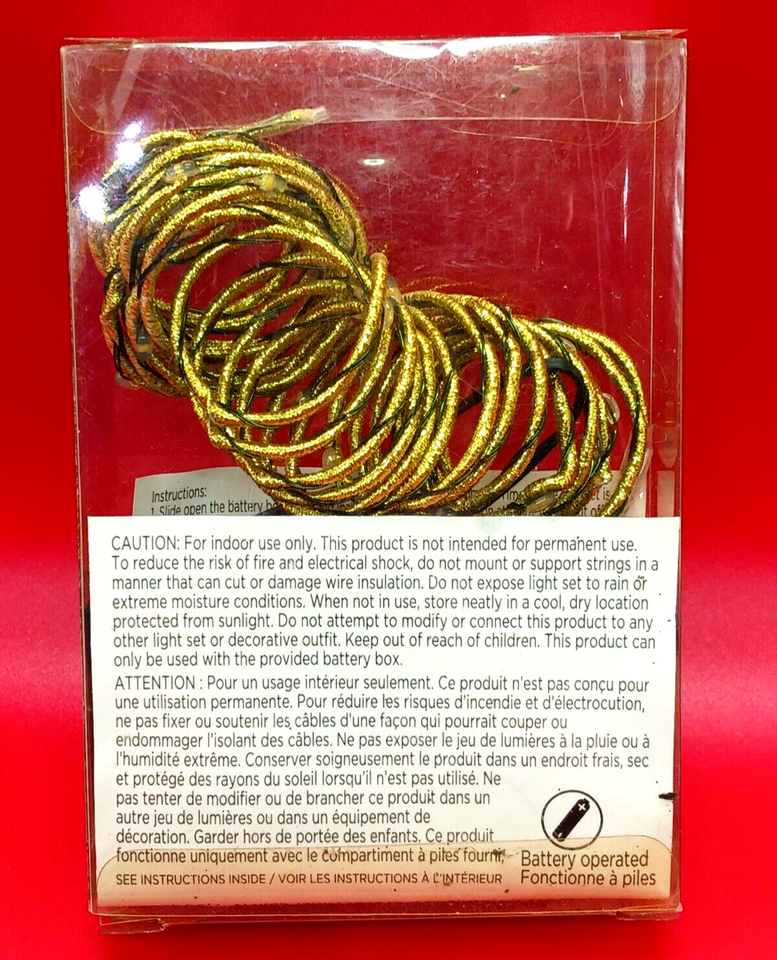 Instructions:
1. Slide open the battery
CAUTION: For indoor use only. This product is not intended for permanent use.
To reduce the risk of fire and electrical shock, do not mount or support strings in a
manner that can cut or damage wire insulation. Do not expose light set to rain or
extreme moisture conditions. When not in use, store neatly in a cool, dry location
protected from sunlight. Do not attempt to modify or connect this product to any
other light set or decorative outfit. Keep out of reach of children. This product can
only be used with the provided battery box.
ATTENTION : Pour un usage intérieur seulement. Ce produit n'est pas conçu pour
une utilisation permanente. Pour réduire les risques d'incendie et d'électrocution,
ne pas fixer ou soutenir les câbles d'une façon qui pourrait couper ou
endommager l'isolant des câbles. Ne pas exposer le jeu de lumières à la pluie ou à
l'humidité extrême. Conserver soigneusement le produit dans un endroit frais, sec
et protégé des rayons du soleil lorsqu'il n'est pas utilisé. Ne
pas tenter de modifier ou de brancher ce produit dans un
autre jeu de lumières ou dans un équipement de
décoration. Garder hors de portée des enfants. Ce produit
fonctionne uniquement avec le compartiment à piles fourni.
SEE INSTRUCTIONS INSIDE / VOIR LES INSTRUCTIONS À L'INTÉRIEUR
Battery operated
Fonctionne à piles